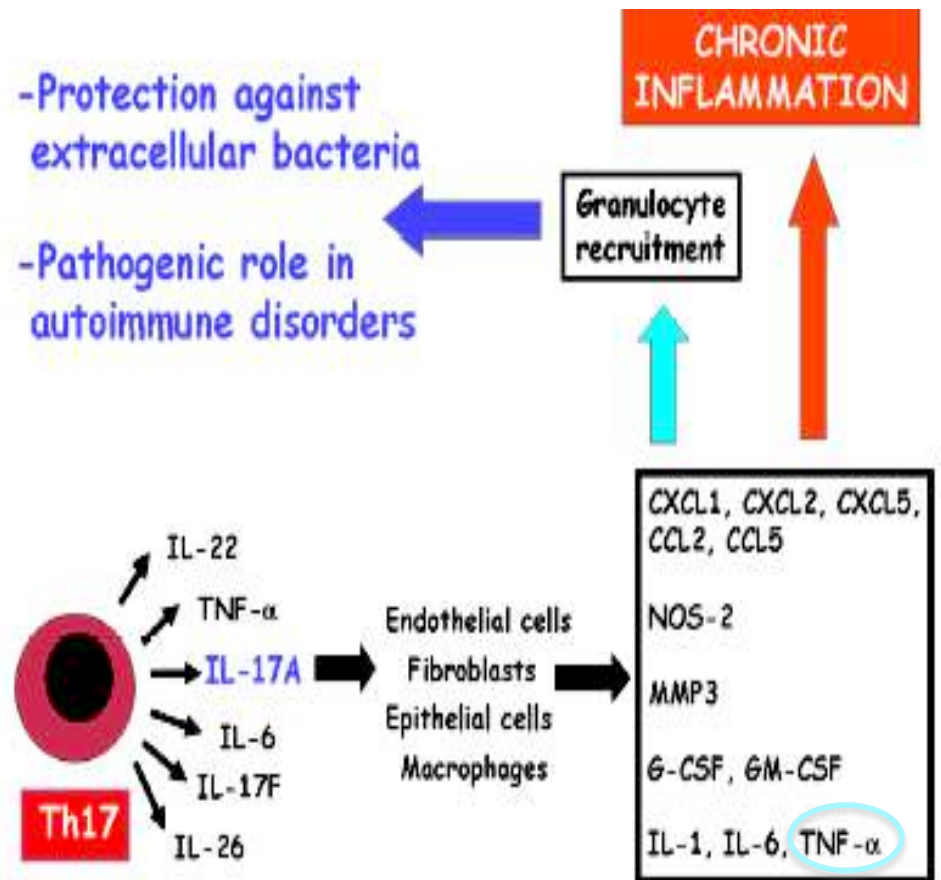 CHRONIC
INFLAMMATION
-Protection against
extracellular bacteria
-Pathogenic role in
autoimmune disorders
Granulocyte
recruitment
IL-22
TNF-α
IL-17A
IL-6
IL-17F
IL-26
Th17
Endothelial cells
Fibroblasts
Epithelial cells
Macrophages
CXCL1, CXCL2, CXCL5,
CCL2, CCL5
NOS-2
MMP3
G-CSF, GM-CSF
IL-1, IL-6, TNF-α